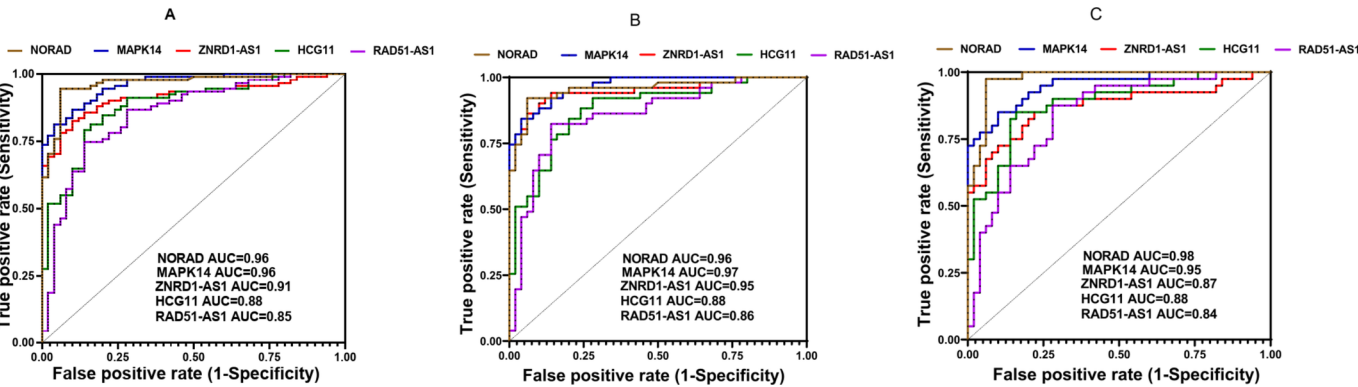 A
NORAD MAPK14 ZNRD1-AS1 HCG11 RAD51-AS1
True positive rate (Sensitivity)
1.00
0.75
0.50
0.25
0.00
NORAD AUC=0.96
MAPK14 AUC=0.96
ZNRD1-AS1 AUC=0.91
HCG11 AUC=0.88
RAD51-AS1 AUC=0.85
0.00 0.25 0.50 0.75 1.00
False positive rate (1-Specificity)
B
NORAD MAPK14 ZNRD1-AS1 HCG11 RAD51-AS1
True positive rate (Sensitivity)
1.00
0.75
0.50
0.25
0.00
NORAD AUC=0.96
MAPK14 AUC=0.97
ZNRD1-AS1 AUC=0.95
HCG11 AUC=0.88
RAD51-AS1 AUC=0.86
0.00 0.25 0.50 0.75 1.00
False positive rate (1-Specificity)
C
NORAD MAPK14 ZNRD1-AS1 HCG11 RAD51-AS1
True positive rate (Sensitivity)
1.00
0.75
0.50
0.25
0.00
NORAD AUC=0.98
MAPK14 AUC=0.95
ZNRD1-AS1 AUC=0.87
HCG11 AUC=0.88
RAD51-AS1 AUC=0.84
0.00 0.25 0.50 0.75 1.00
False positive rate (1-Specificity)